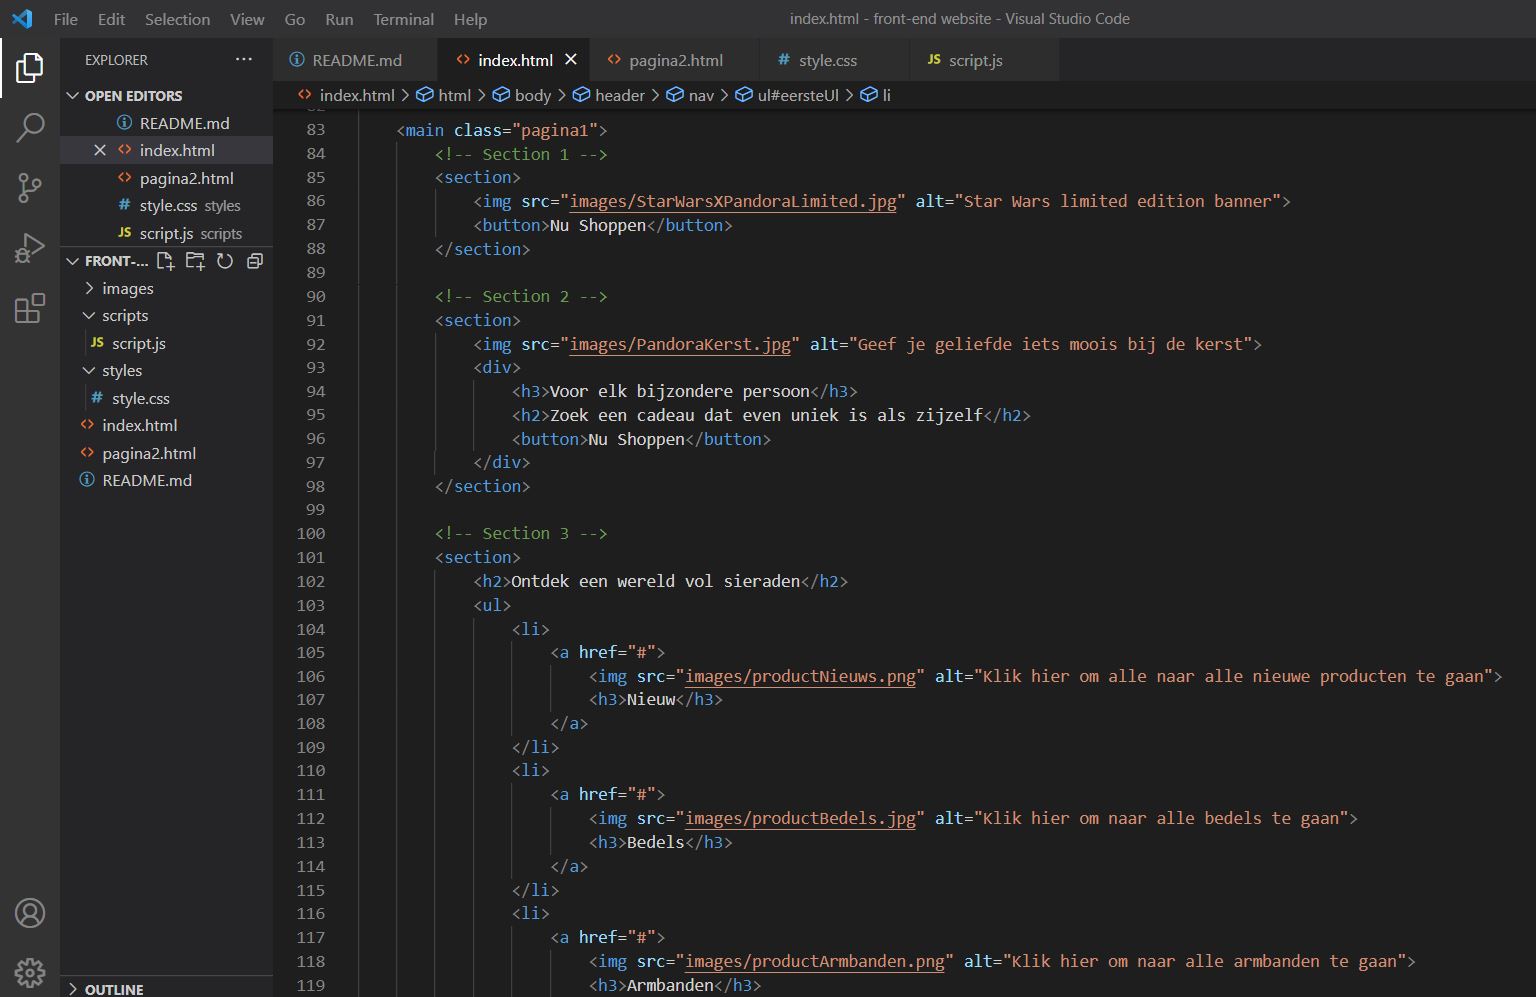 File Edit Selection View Go Run Terminal Help
index.html - front-end website - Visual Studio Code
EXPLORER ···
OPEN EDITORS
README.md
index.html
pagina2.html
style.css styles
script.js scripts
FRONT-...
images
scripts
JS script.js
styles
# style.css
<> index.html
<> pagina2.html
README.md
OUTLINE
README.md <> index.html <> pagina2.html # style.css JS script.js
<> index.html > html > body > header > nav > ul#eersteUl > li
83 <main class="pagina1">
84 <!-- Section 1 -->
85 <section>
86 <img src="images/StarWarsXPandoraLimited.jpg" alt="Star Wars limited edition banner">
87 <button>Nu Shoppen</button>
88 </section>
89
90 <!-- Section 2 -->
91 <section>
92 <img src="images/PandoraKerst.jpg" alt="Geef je geliefde iets moois bij de kerst">
93 <div>
94 <h3>Voor elk bijzondere persoon</h3>
95 <h2>Zoek een cadeau dat even uniek is als zijzelf</h2>
96 <button>Nu Shoppen</button>
97 </div>
98 </section>
99
100 <!-- Section 3 -->
101 <section>
102 <h2>Ontdek een wereld vol sieraden</h2>
103 <ul>
104 <li>
105 <a href="#">
106 <img src="images/productNieuws.png" alt="Klik hier om alle naar alle nieuwe producten te gaan">
107 <h3>Nieuw</h3>
108 </a>
109 </li>
110 <li>
111 <a href="#">
112 <img src="images/productBedels.jpg" alt="Klik hier om naar alle bedels te gaan">
113 <h3>Bedels</h3>
114 </a>
115 </li>
116 <li>
117 <a href="#">
118 <img src="images/productArmbanden.png" alt="Klik hier om naar alle armbanden te gaan">
119 <h3>Armbanden</h3>